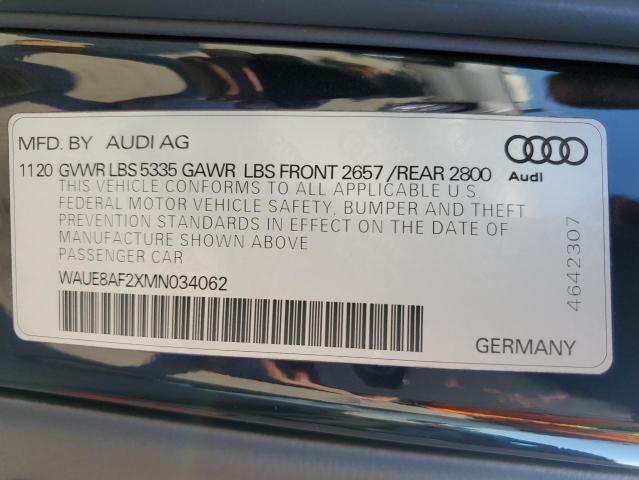 MFD. BY AUDI AG
Audi
11 20 GVWR LBS 5335 GAWR LBS FRONT 2657 /REAR 2800
THIS VEHICLE CONFORMS TO ALL APPLICABLE U.S.
FEDERAL MOTOR VEHICLE SAFETY, BUMPER AND THEFT
PREVENTION STANDARDS IN EFFECT ON THE DATE OF
MANUFACTURE SHOWN ABOVE
PASSENGER CAR
WAUE8AF2XMN034062
4642307
GERMANY